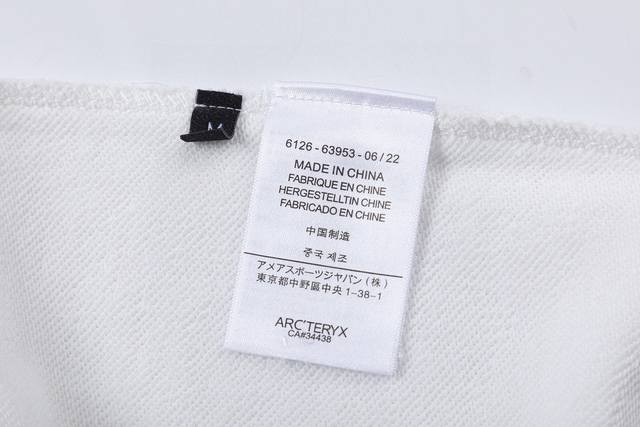 M
6126 - 63953 - 06 / 22
MADE IN CHINA
FABRIQUE EN CHINE
HERGESTELLTIN CHINE
FABRICADO EN CHINE
中国制造
중국 제조
アメアスポーツジャパン (株)
東京都中野區中央 1-38-1
ARC'TERYX
CA#34438